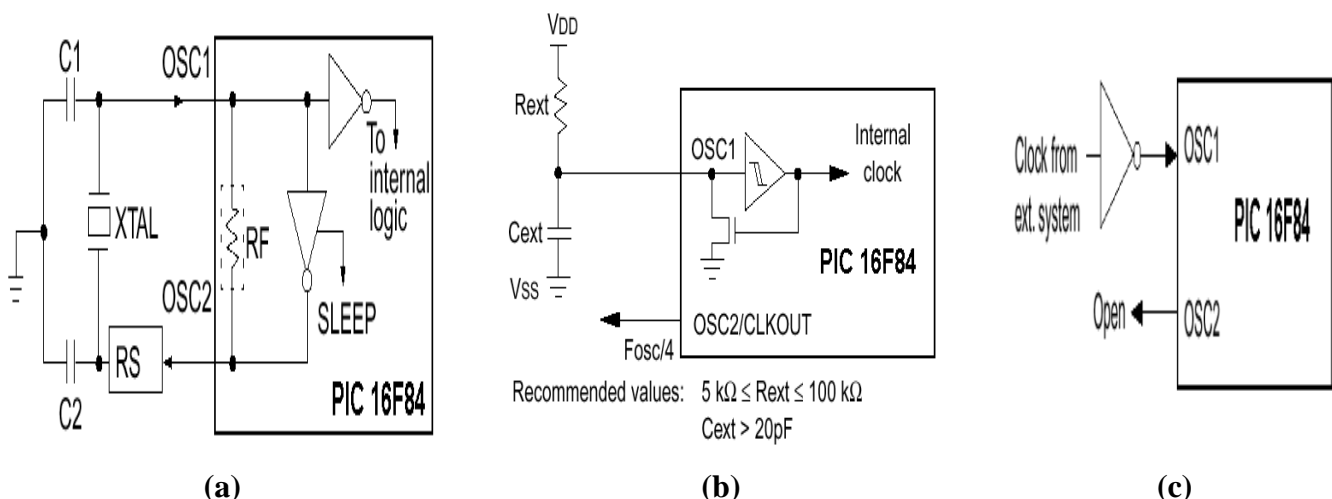 C1
OSC1
To
internal
logic
XTAL
RF
OSC2
SLEEP
RS
C2
PIC 16F84
(a)
VDD
Rext
OSC1
Internal
clock
Cext
PIC 16F84
VSS
OSC2/CLKOUT
Fosc/4
Recommended values: 5 kΩ ≤ Rext ≤ 100 kΩ
Cext > 20pF
(b)
Clock from
ext. system
OSC1
PIC 16F84
Open
OSC2
(c)